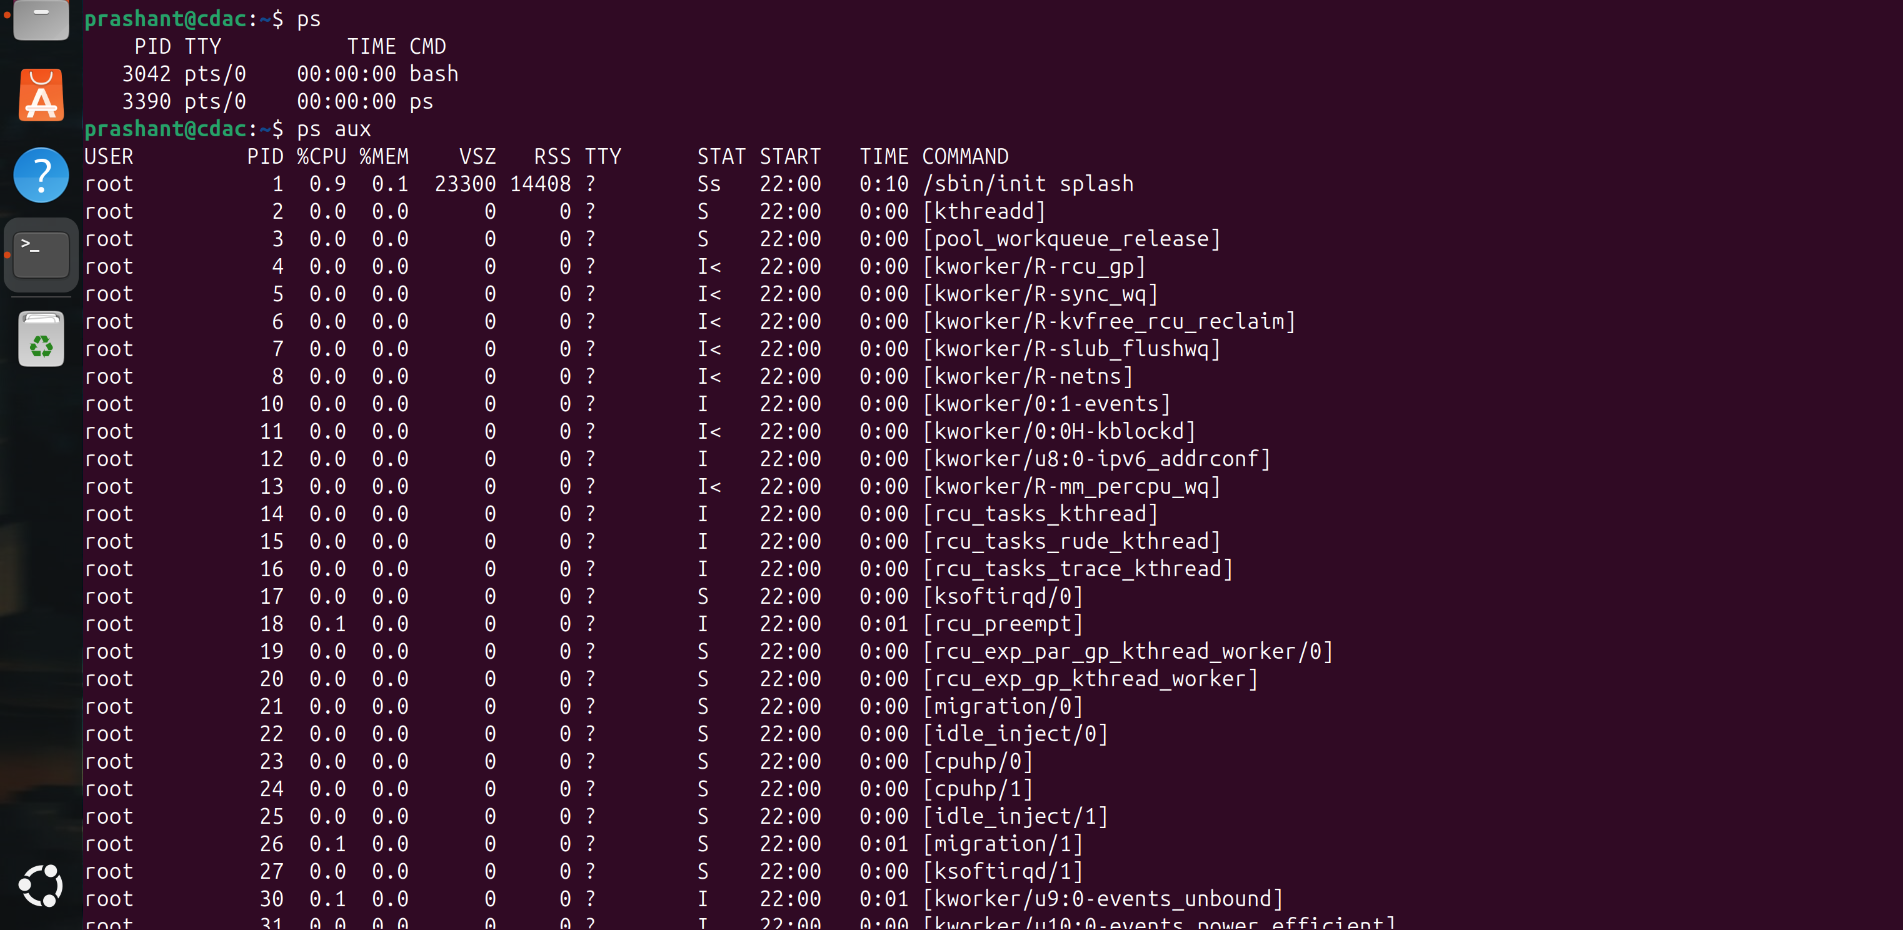 prashant@cdac:~$ ps
    PID TTY          TIME CMD
   3042 pts/0    00:00:00 bash
   3390 pts/0    00:00:00 ps
prashant@cdac:~$ ps aux
USER         PID %CPU %MEM    VSZ   RSS TTY      STAT START   TIME COMMAND
root           1  0.9  0.1  23300 14408 ?        Ss   22:00   0:10 /sbin/init splash
root           2  0.0  0.0      0     0 ?        S    22:00   0:00 [kthreadd]
root           3  0.0  0.0      0     0 ?        S    22:00   0:00 [pool_workqueue_release]
root           4  0.0  0.0      0     0 ?        I<   22:00   0:00 [kworker/R-rcu_gp]
root           5  0.0  0.0      0     0 ?        I<   22:00   0:00 [kworker/R-sync_wq]
root           6  0.0  0.0      0     0 ?        I<   22:00   0:00 [kworker/R-kvfree_rcu_reclaim]
root           7  0.0  0.0      0     0 ?        I<   22:00   0:00 [kworker/R-slub_flushwq]
root           8  0.0  0.0      0     0 ?        I<   22:00   0:00 [kworker/R-netns]
root          10  0.0  0.0      0     0 ?        I    22:00   0:00 [kworker/0:1-events]
root          11  0.0  0.0      0     0 ?        I<   22:00   0:00 [kworker/0:0H-kblockd]
root          12  0.0  0.0      0     0 ?        I    22:00   0:00 [kworker/u8:0-ipv6_addrconf]
root          13  0.0  0.0      0     0 ?        I<   22:00   0:00 [kworker/R-mm_percpu_wq]
root          14  0.0  0.0      0     0 ?        I    22:00   0:00 [rcu_tasks_kthread]
root          15  0.0  0.0      0     0 ?        I    22:00   0:00 [rcu_tasks_rude_kthread]
root          16  0.0  0.0      0     0 ?        I    22:00   0:00 [rcu_tasks_trace_kthread]
root          17  0.0  0.0      0     0 ?        S    22:00   0:00 [ksoftirqd/0]
root          18  0.1  0.0      0     0 ?        I    22:00   0:01 [rcu_preempt]
root          19  0.0  0.0      0     0 ?        S    22:00   0:00 [rcu_exp_par_gp_kthread_worker/0]
root          20  0.0  0.0      0     0 ?        S    22:00   0:00 [rcu_exp_gp_kthread_worker]
root          21  0.0  0.0      0     0 ?        S    22:00   0:00 [migration/0]
root          22  0.0  0.0      0     0 ?        S    22:00   0:00 [idle_inject/0]
root          23  0.0  0.0      0     0 ?        S    22:00   0:00 [cpuhp/0]
root          24  0.0  0.0      0     0 ?        S    22:00   0:00 [cpuhp/1]
root          25  0.0  0.0      0     0 ?        S    22:00   0:00 [idle_inject/1]
root          26  0.1  0.0      0     0 ?        S    22:00   0:01 [migration/1]
root          27  0.0  0.0      0     0 ?        S    22:00   0:00 [ksoftirqd/1]
root          30  0.1  0.0      0     0 ?        I    22:00   0:01 [kworker/u9:0-events_unbound]
root          31  0.0  0.0      0     0 ?        I    22:00   0:00 [kworker/u10:0-events_power_efficient]